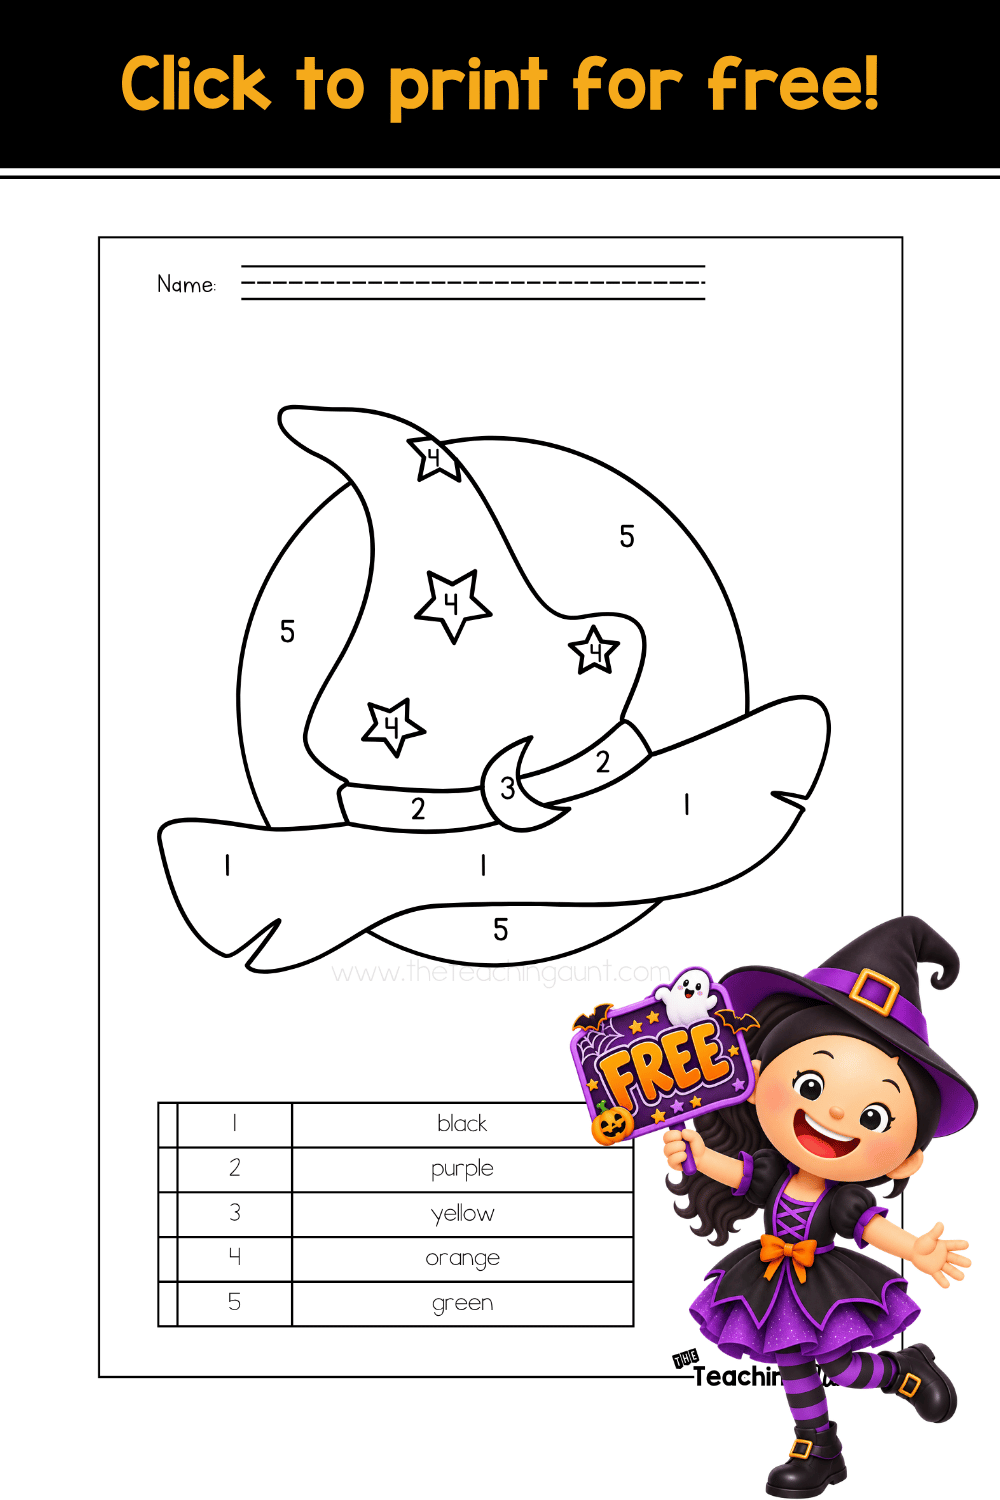 Click to print for free!
Name:
4
5
4
5
4
4
2
3
2
1
1
1
5
www.theTeachingaunt.com
FREE
1 black
2 purple
3 yellow
4 orange
5 green
THE
Teachin